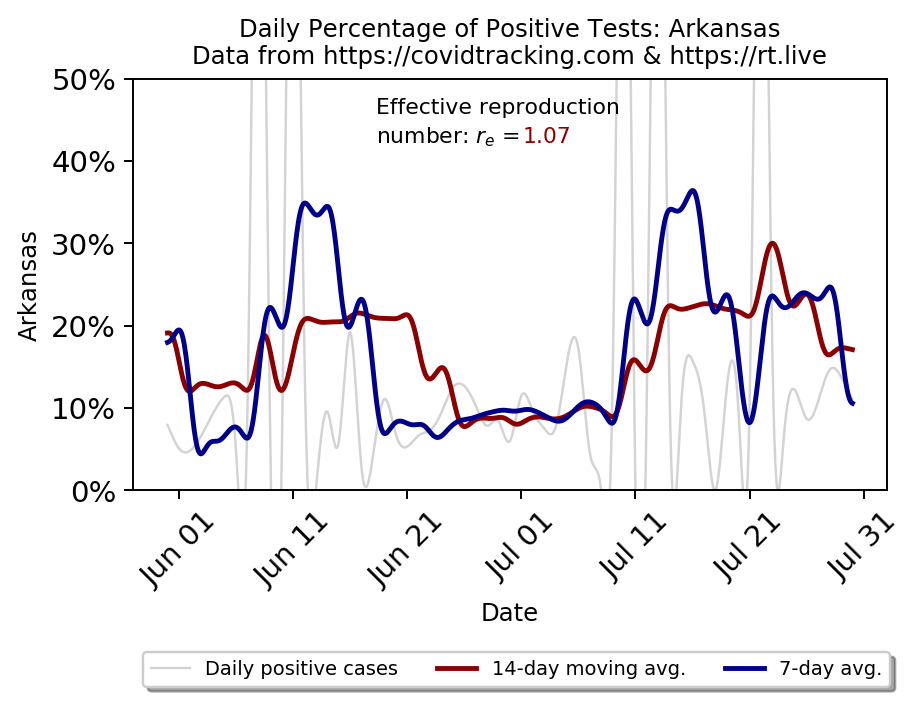 Daily Percentage of Positive Tests: Arkansas
Data from https://covidtracking.com & https://rt.live
Effective reproduction
number: rₑ =1.07
50%
40%
30%
20%
10%
0%
Arkansas
Jun 01
Jun 11
Jun 21
Jul 01
Jul 11
Jul 21
Jul 31
Date
Daily positive cases
14-day moving avg.
7-day avg.